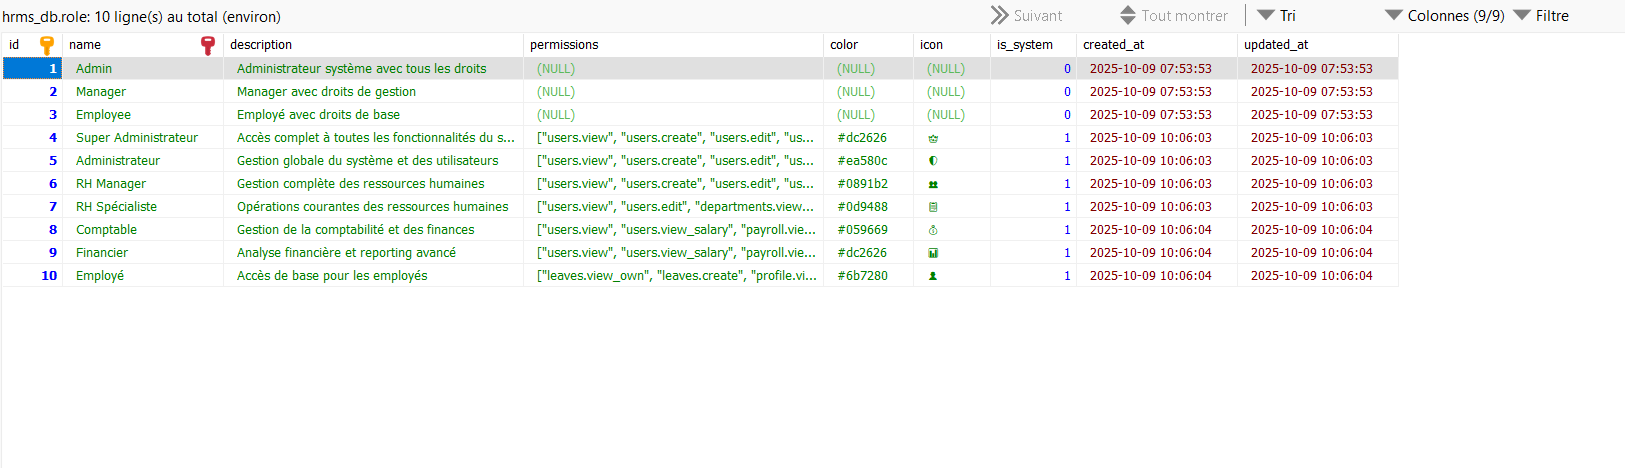 hrms_db.role: 10 ligne(s) au total (environ) Suivant Tout montrer Tri Colonnes (9/9) Filtre
id name description permissions color icon is_system created_at updated_at
1 Admin Administrateur système avec tous les droits (NULL) (NULL) (NULL) 0 2025-10-09 07:53:53 2025-10-09 07:53:53
2 Manager Manager avec droits de gestion (NULL) (NULL) (NULL) 0 2025-10-09 07:53:53 2025-10-09 07:53:53
3 Employee Employé avec droits de base (NULL) (NULL) (NULL) 0 2025-10-09 07:53:53 2025-10-09 07:53:53
4 Super Administrateur Accès complet à toutes les fonctionnalités du s... ["users.view", "users.create", "users.edit", "us... #dc2626 1 2025-10-09 10:06:03 2025-10-09 10:06:03
5 Administrateur Gestion globale du système et des utilisateurs ["users.view", "users.create", "users.edit", "us... #ea580c 1 2025-10-09 10:06:03 2025-10-09 10:06:03
6 RH Manager Gestion complète des ressources humaines ["users.view", "users.create", "users.edit", "us... #0891b2 1 2025-10-09 10:06:03 2025-10-09 10:06:03
7 RH Spécialiste Opérations courantes des ressources humaines ["users.view", "users.edit", "departments.view... #0d9488 1 2025-10-09 10:06:03 2025-10-09 10:06:03
8 Comptable Gestion de la comptabilité et des finances ["users.view", "users.view_salary", "payroll.vie... #059669 1 2025-10-09 10:06:04 2025-10-09 10:06:04
9 Financier Analyse financière et reporting avancé ["users.view", "users.view_salary", "payroll.vie... #dc2626 1 2025-10-09 10:06:04 2025-10-09 10:06:04
10 Employé Accès de base pour les employés ["leaves.view_own", "leaves.create", "profile.vi... #6b7280 1 2025-10-09 10:06:04 2025-10-09 10:06:04